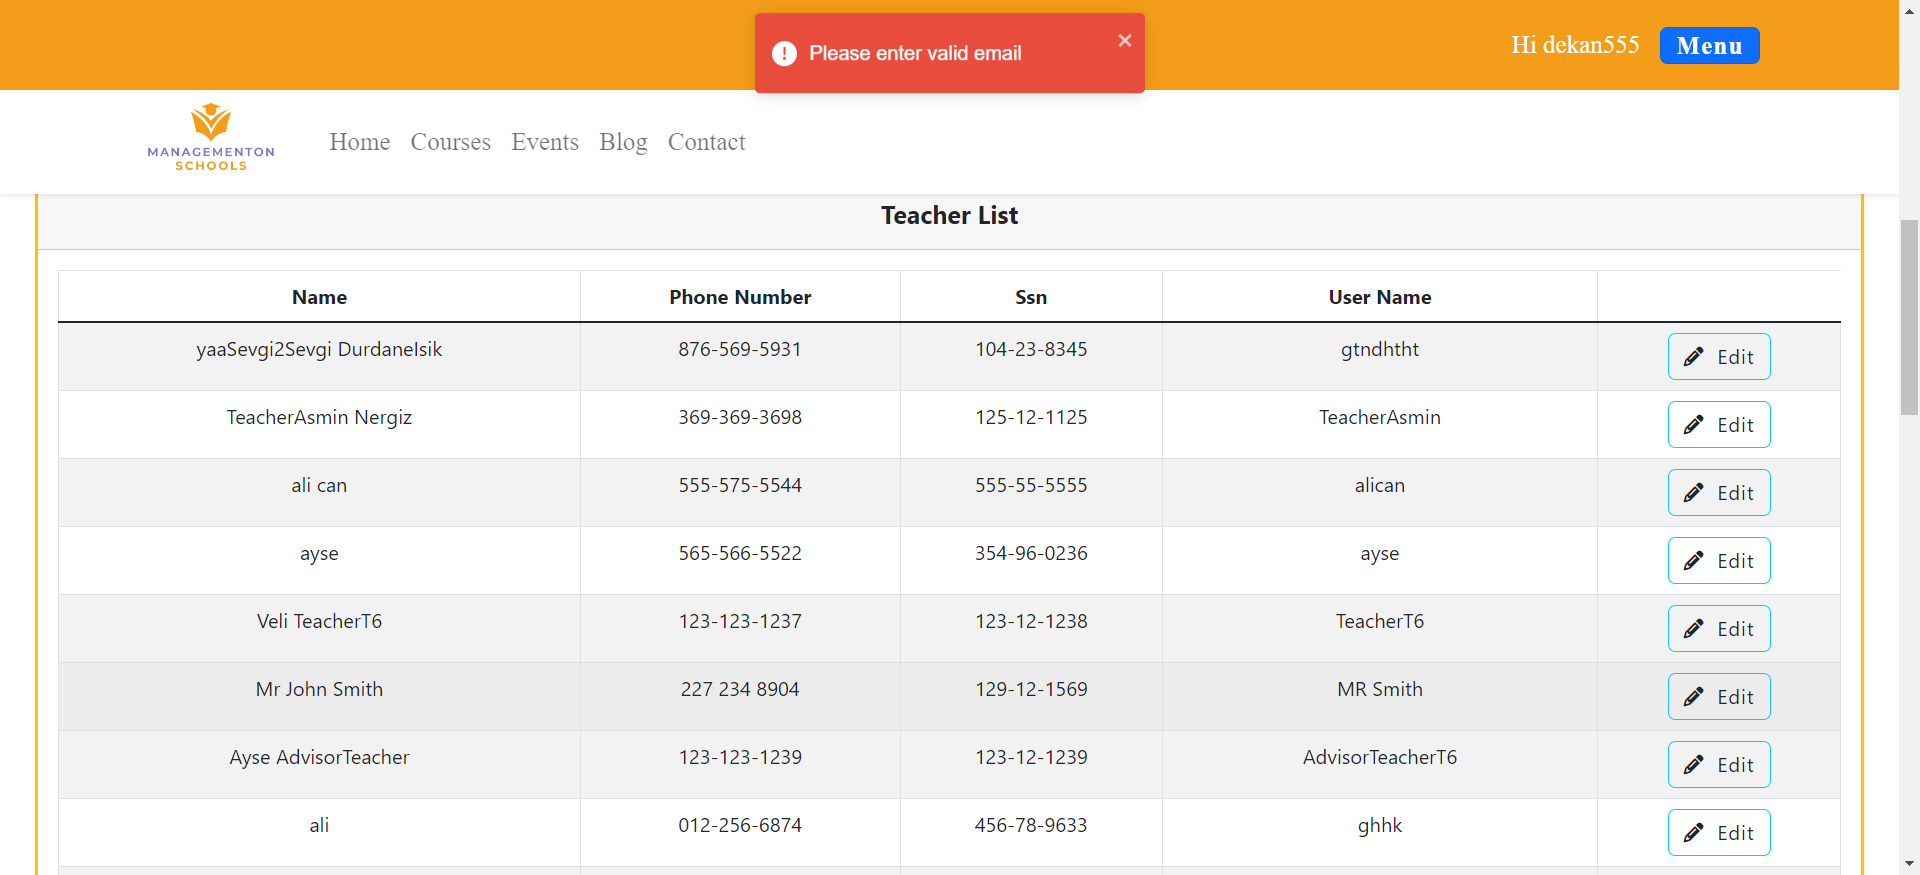 Please enter valid email
Hi dekan555 Menu
MANAGEMENTON
SCHOOLS
Home Courses Events Blog Contact
Teacher List
Name Phone Number Ssn User Name
yaaSevgi2Sevgi DurdaneIsik 876-569-5931 104-23-8345 gtndhtht Edit
TeacherAsmin Nergiz 369-369-3698 125-12-1125 TeacherAsmin Edit
ali can 555-575-5544 555-55-5555 alican Edit
ayse 565-566-5522 354-96-0236 ayse Edit
Veli TeacherT6 123-123-1237 123-12-1238 TeacherT6 Edit
Mr John Smith 227 234 8904 129-12-1569 MR Smith Edit
Ayse AdvisorTeacher 123-123-1239 123-12-1239 AdvisorTeacherT6 Edit
ali 012-256-6874 456-78-9633 ghhk Edit